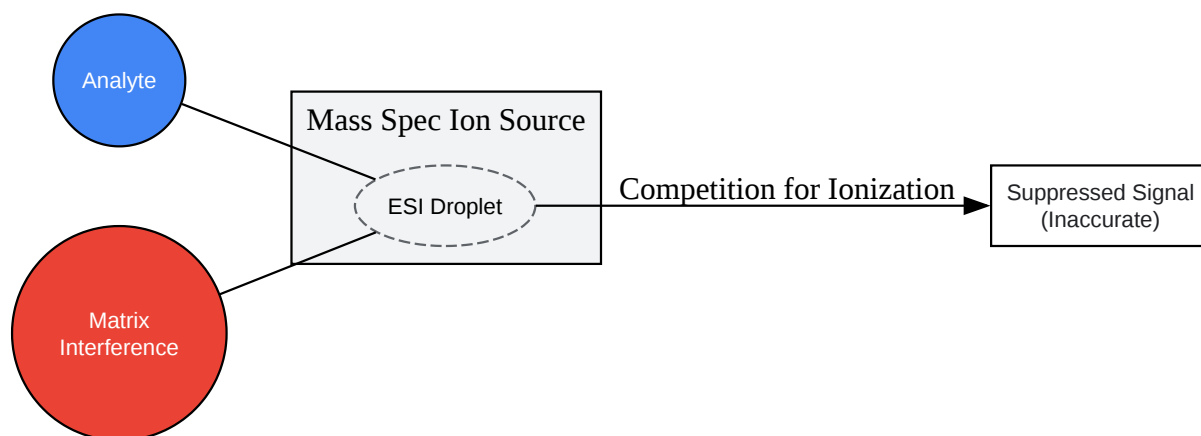 Analyte
Mass Spec Ion Source
ESI Droplet
Competition for Ionization
Suppressed Signal
(Inaccurate)
Matrix
Interference